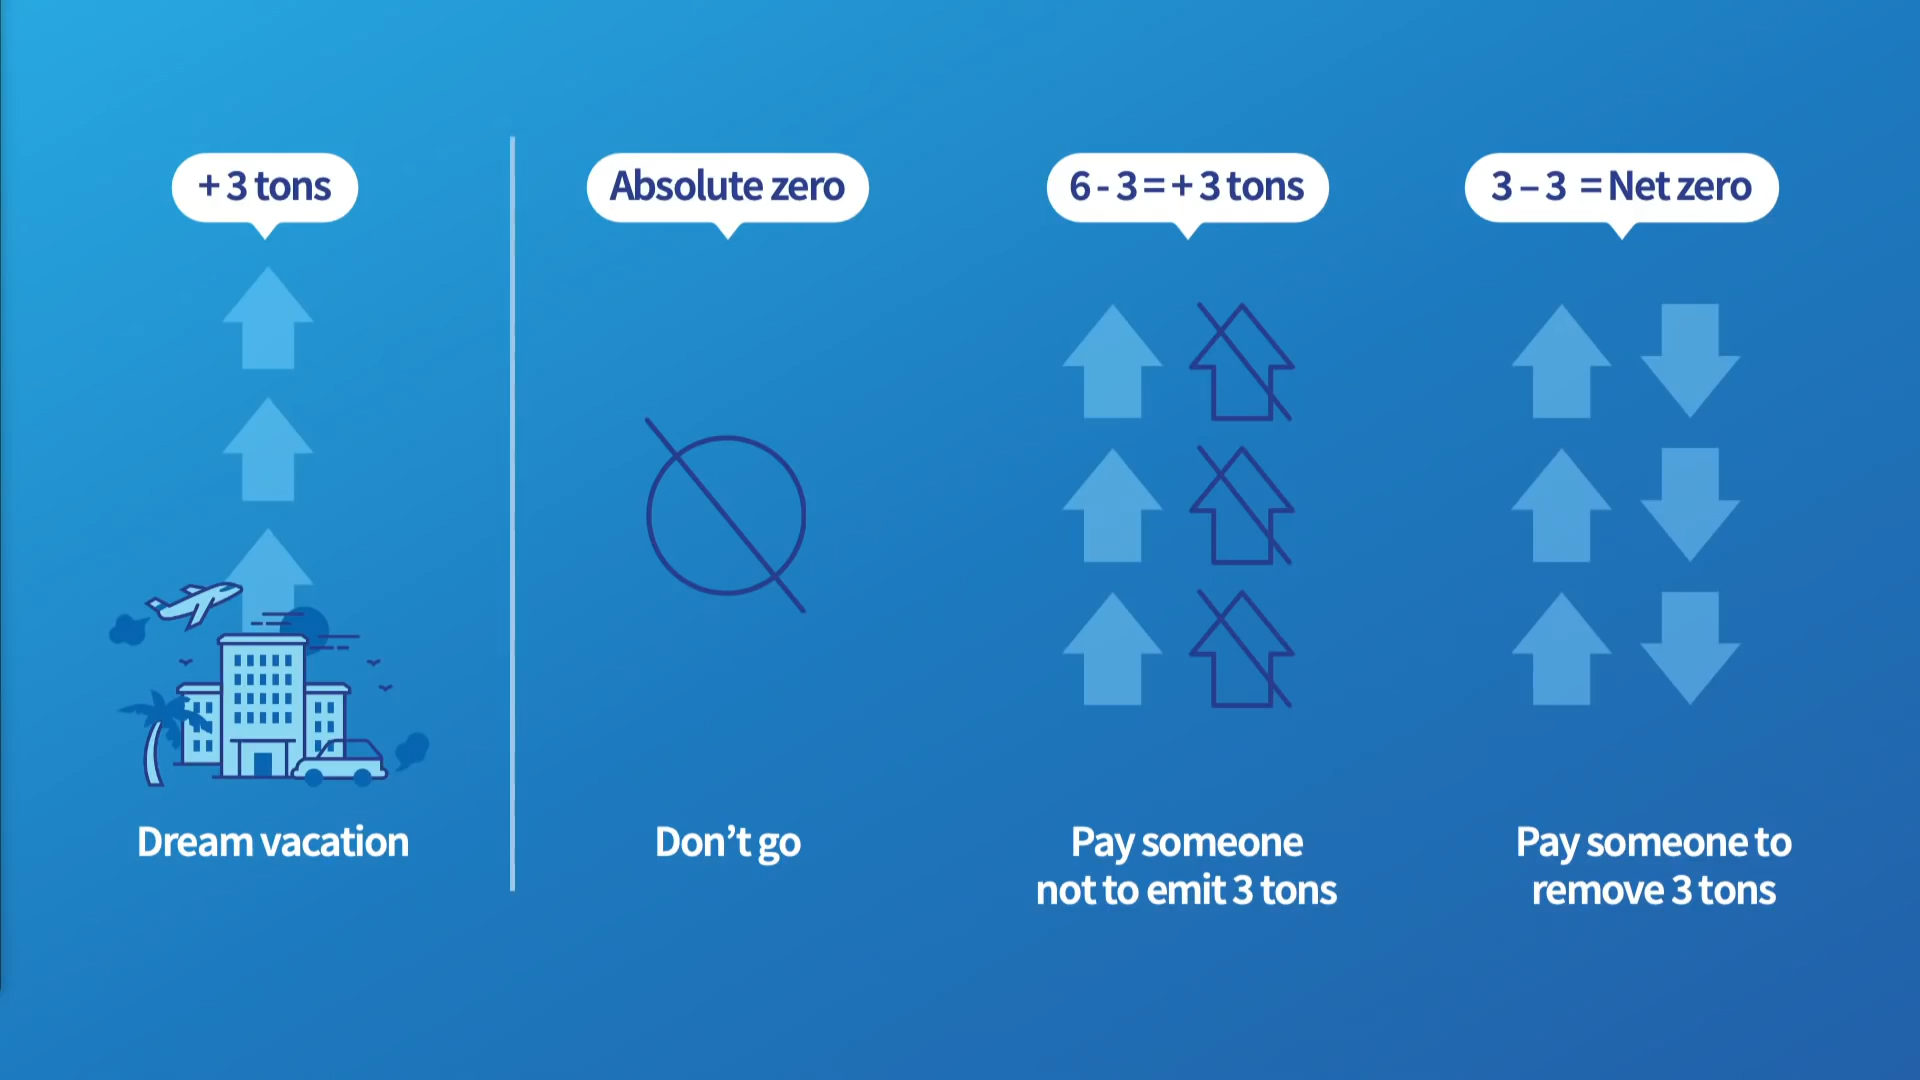 + 3 tons
Absolute zero
6 - 3 = + 3 tons
3 – 3 = Net zero
Dream vacation
Don’t go
Pay someone
not to emit 3 tons
Pay someone to
remove 3 tons